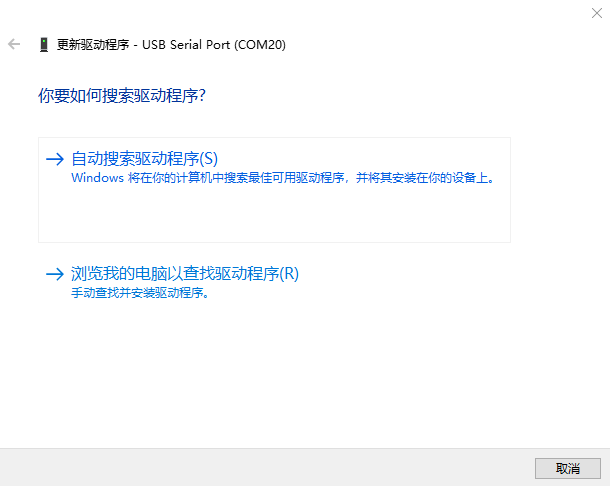 更新驱动程序 - USB Serial Port (COM20)
你要如何搜索驱动程序?
自动搜索驱动程序(S)
Windows 将在你的计算机中搜索最佳可用驱动程序，并将其安装在你的设备上。
浏览我的电脑以查找驱动程序(R)
手动查找并安装驱动程序。
取消